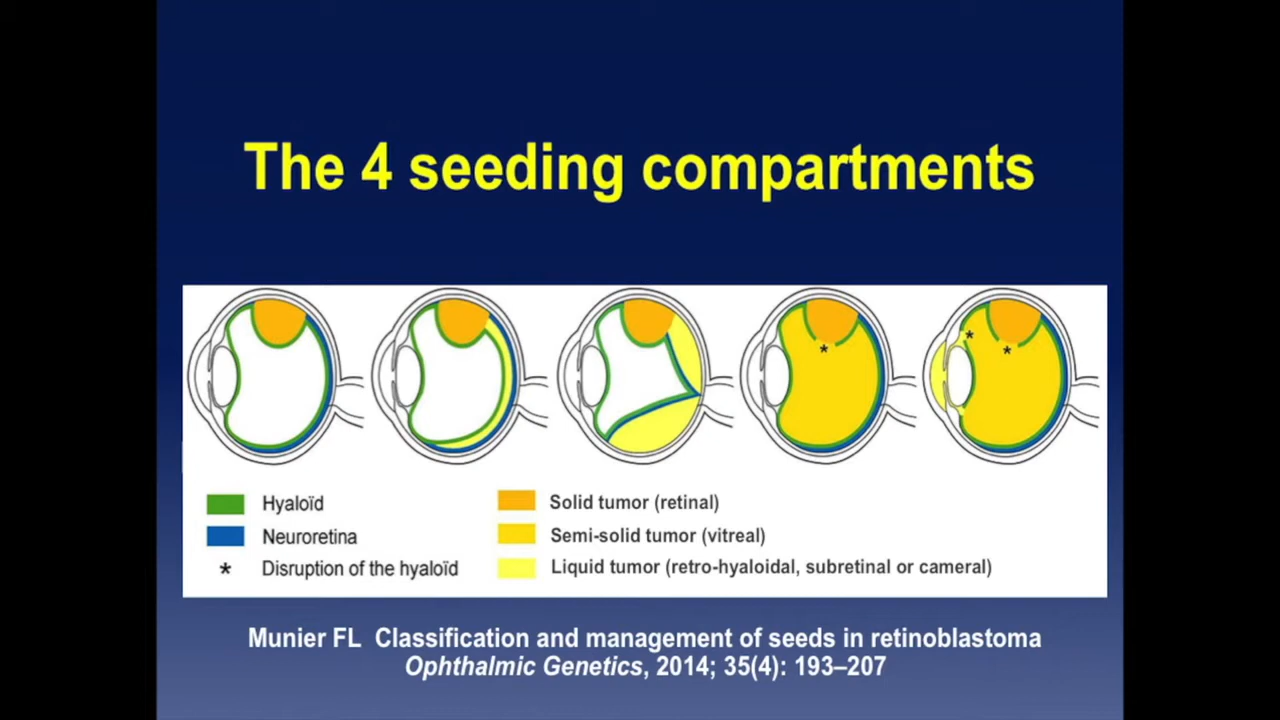 The 4 seeding compartments
*
*
*
Hyaloïd
Solid tumor (retinal)
Neuroretina
Semi-solid tumor (vitreal)
* Disruption of the hyaloïd
Liquid tumor (retro-hyaloidal, subretinal or cameral)
Munier FL Classification and management of seeds in retinoblastoma
Ophthalmic Genetics, 2014; 35(4): 193–207